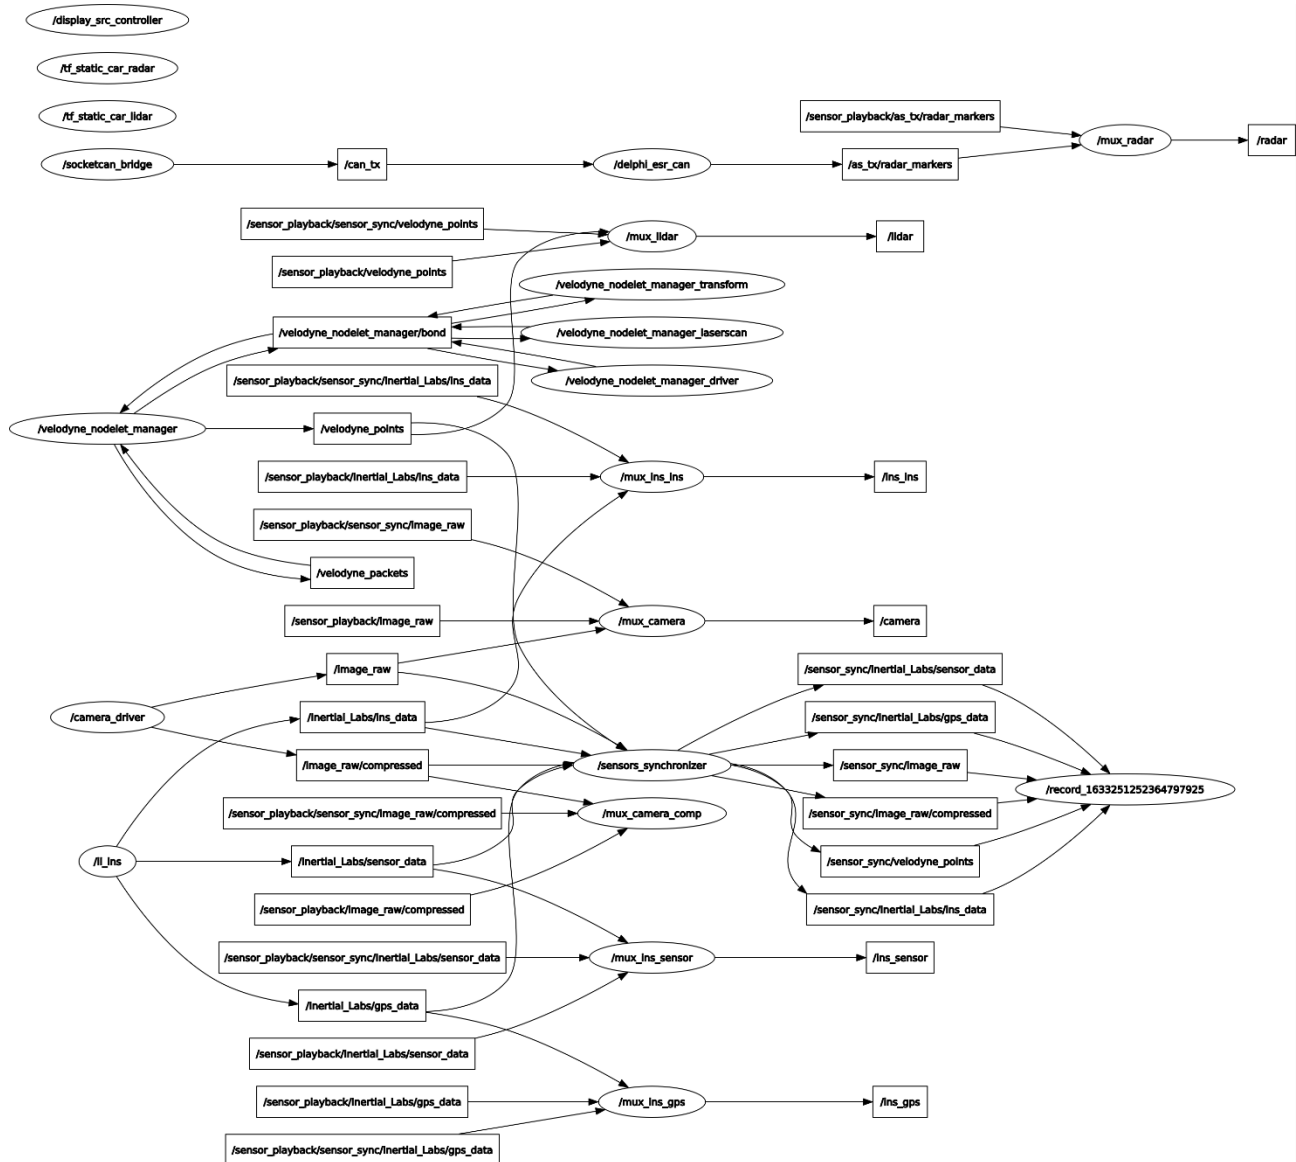 /display_src_controller
/tf_static_car_radar
/tf_static_car_lidar
/sensor_playback/as_tx/radar_markers
/mux_radar
/radar
/socketcan_bridge
/can_tx
/delphi_esr_can
/as_tx/radar_markers
/sensor_playback/sensor_sync/velodyne_points
/mux_lidar
/lidar
/sensor_playback/velodyne_points
/velodyne_nodelet_manager_transform
/velodyne_nodelet_manager/bond
/velodyne_nodelet_manager_laserscan
/sensor_playback/sensor_sync/Inertial_Labs/ins_data
/velodyne_nodelet_manager_driver
/velodyne_nodelet_manager
/velodyne_points
/sensor_playback/Inertial_Labs/ins_data
/mux_ins_ins
/ins_ins
/sensor_playback/sensor_sync/image_raw
/velodyne_packets
/sensor_playback/image_raw
/mux_camera
/camera
/image_raw
/sensor_sync/Inertial_Labs/sensor_data
/camera_driver
/Inertial_Labs/ins_data
/sensor_sync/Inertial_Labs/gps_data
/image_raw/compressed
/sensors_synchronizer
/sensor_sync/image_raw
/record_1633251252364797925
/sensor_playback/sensor_sync/image_raw/compressed
/mux_camera_comp
/sensor_sync/image_raw/compressed
/il_ins
/Inertial_Labs/sensor_data
/sensor_sync/velodyne_points
/sensor_playback/image_raw/compressed
/sensor_sync/Inertial_Labs/ins_data
/sensor_playback/sensor_sync/Inertial_Labs/sensor_data
/mux_ins_sensor
/ins_sensor
/Inertial_Labs/gps_data
/sensor_playback/Inertial_Labs/sensor_data
/sensor_playback/Inertial_Labs/gps_data
/mux_ins_gps
/ins_gps
/sensor_playback/sensor_sync/Inertial_Labs/gps_data